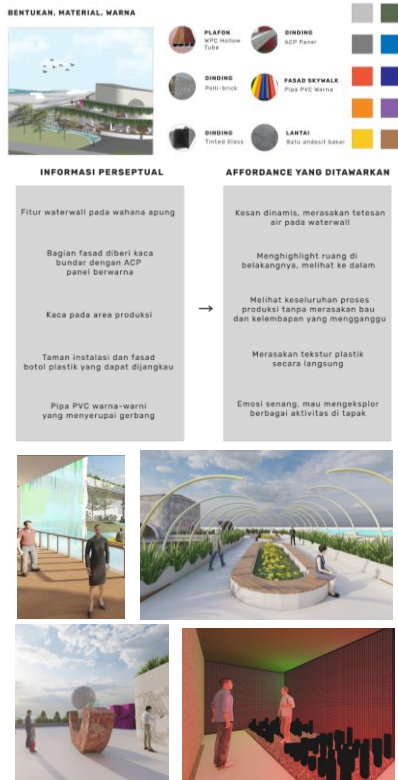 BENTUKAN, MATERIAL, WARNA
PLAFON
WPC Hollow
Tube
DINDING
ACP Panel
DINDING
Polli-brick
FASAD SKYWALK
Pipa PVC Warna
DINDING
Tinted Glass
LANTAI
Batu andesit bakar
INFORMASI PERSEPTUAL
Fitur waterwall pada wahana apung
Bagian fasad diberi kaca
bundar dengan ACP
panel berwarna
Kaca pada area produksi
Taman instalasi dan fasad
botol plastik yang dapat dijangkau
Pipa PVC warna-warni
yang menyerupai gerbang
→
AFFORDANCE YANG DITAWARKAN
Kesan dinamis, merasakan tetesan
air pada waterwall
Menghighlight ruang di
belakangnya, melihat ke dalam
Melihat keseluruhan proses
produksi tanpa merasakan bau
dan kelembapan yang mengganggu
Merasakan tekstur plastik
secara langsung
Emosi senang, mau mengeksplor
berbagai aktivitas di tapak